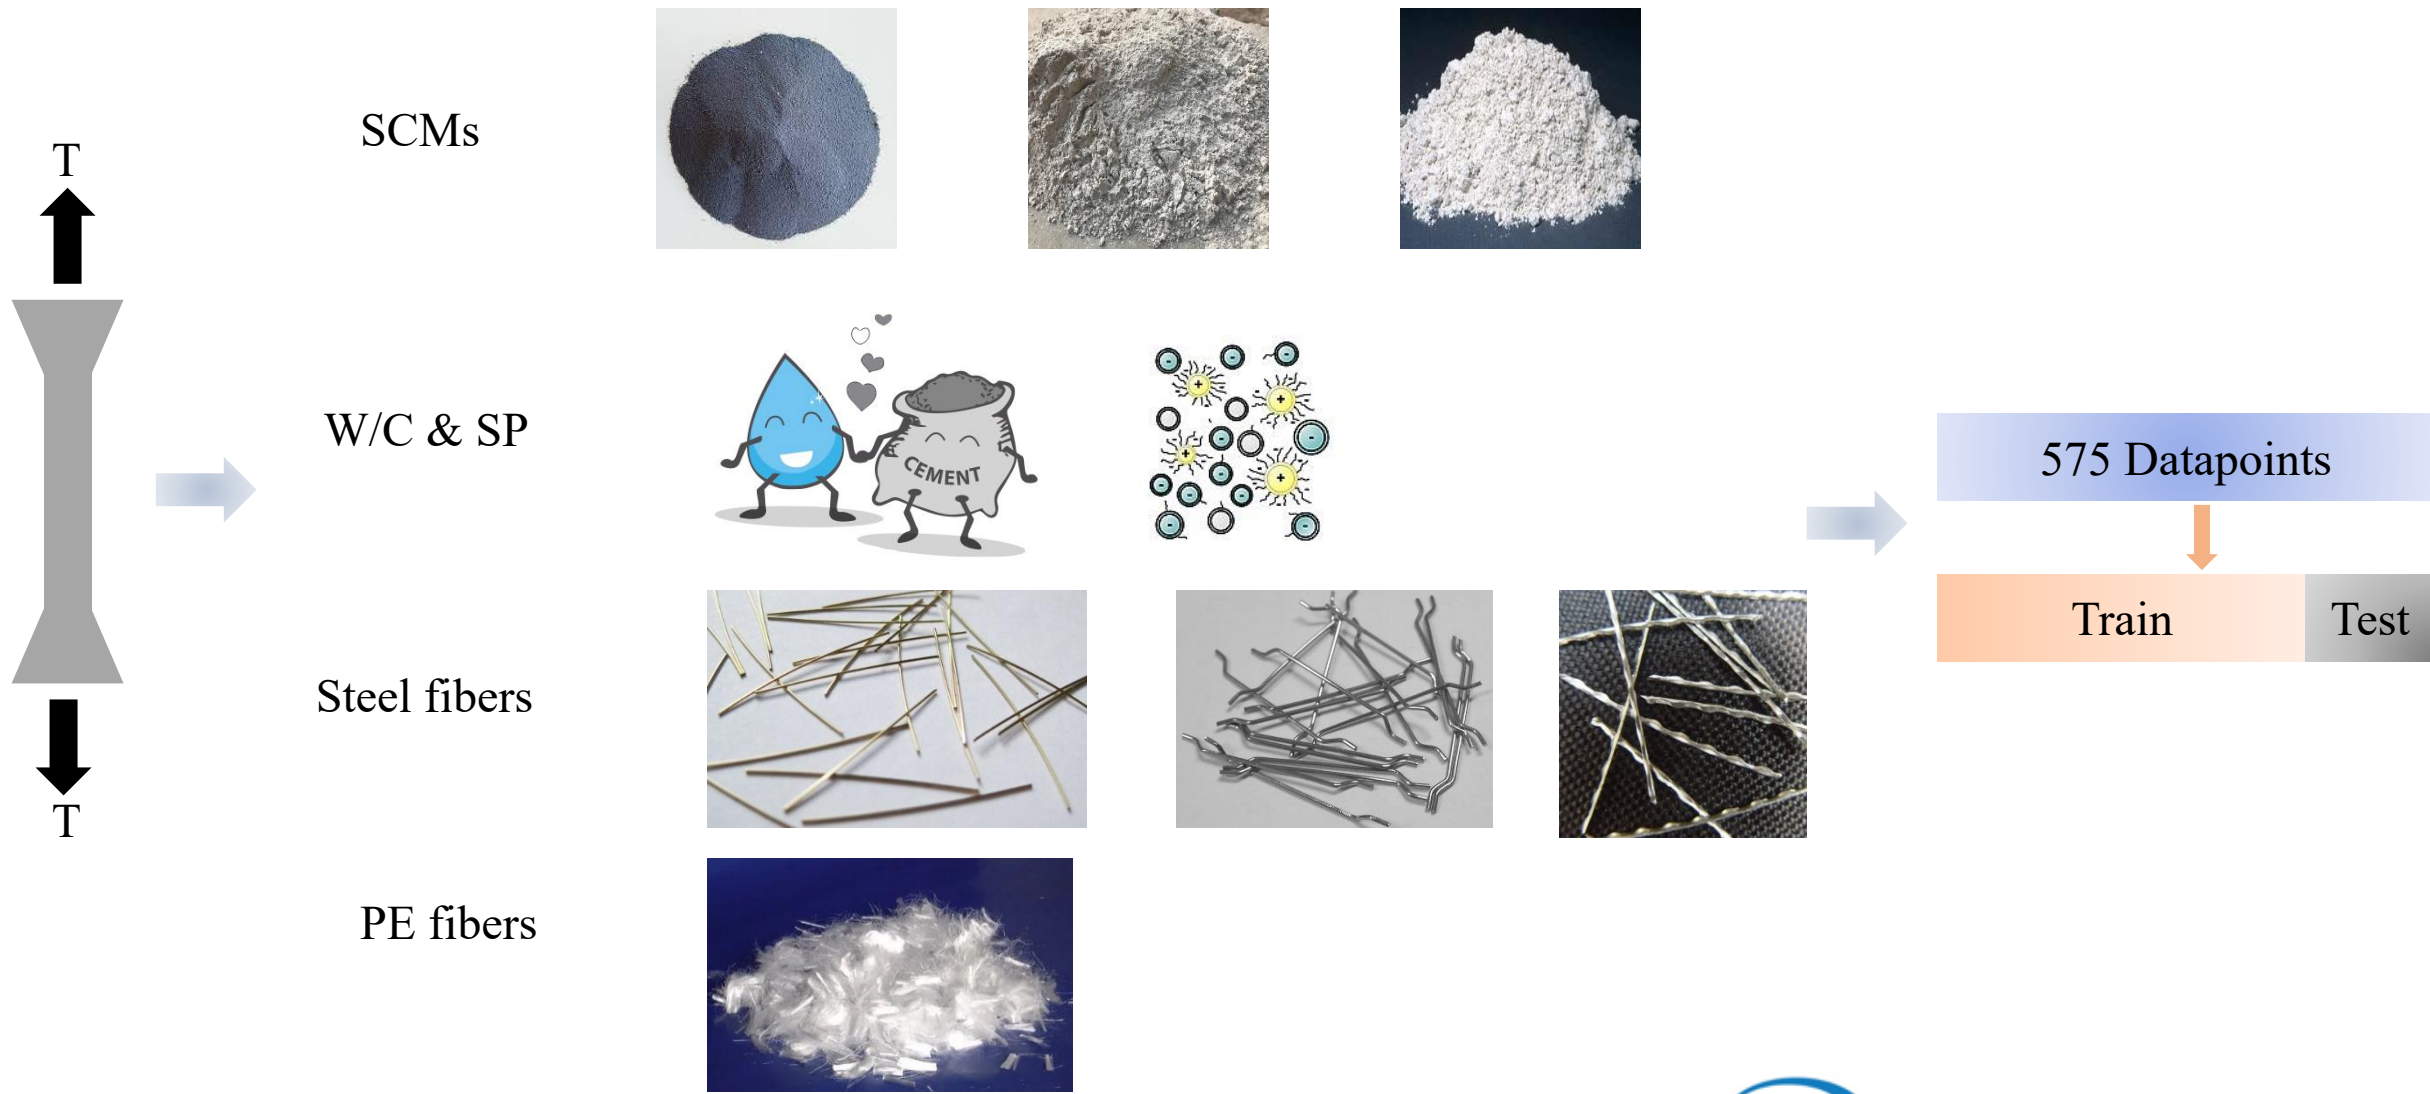 T
SCMs
W/C & SP
CEMENT
575 Datapoints
Train
Test
Steel fibers
T
PE fibers